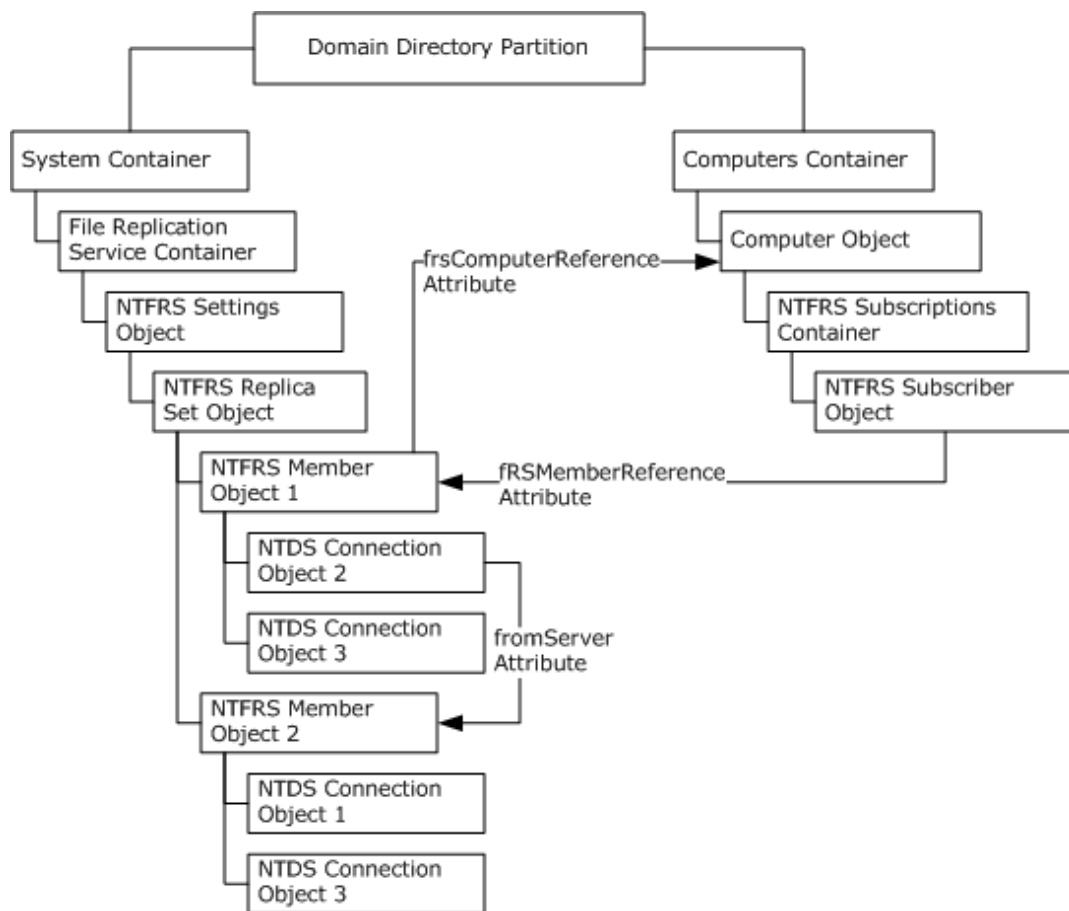 Domain Directory Partition
System Container
Computers Container
File Replication
Service Container
Computer Object
frsComputerReference
Attribute
NTFRS Settings
Object
NTFRS Subscriptions
Container
NTFRS Replica
Set Object
NTFRS Subscriber
Object
NTFRS Member
Object 1
fRSMemberReference
Attribute
NTDS Connection
Object 2
NTDS Connection
Object 3
fromServer
Attribute
NTFRS Member
Object 2
NTDS Connection
Object 1
NTDS Connection
Object 3